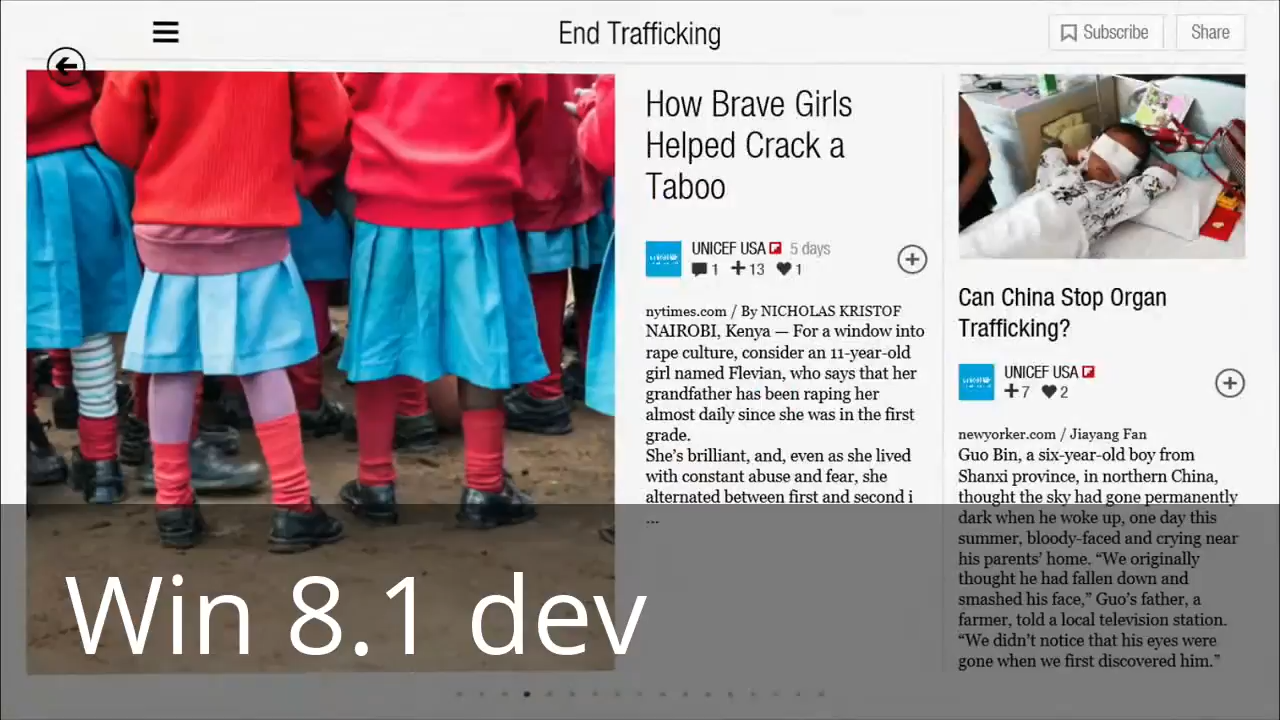 End Trafficking
Subscribe
Share
How Brave Girls
Helped Crack a
Taboo
UNICEF USA 5 days
1 13 1
nytimes.com / By NICHOLAS KRISTOF
NAIROBI, Kenya — For a window into
rape culture, consider an 11-year-old
girl named Flevian, who says that her
grandfather has been raping her
almost daily since she was in the first
grade.
She’s brilliant, and, even as she lived
with constant abuse and fear, she
alternated between first and second i
...
Can China Stop Organ
Trafficking?
UNICEF USA
7 2
newyorker.com / Jiayang Fan
Guo Bin, a six-year-old boy from
Shanxi province, in northern China,
thought the sky had gone permanently
dark when he woke up, one day this
summer, bloody-faced and crying near
his parents’ home. “We originally
thought he had fallen down and
smashed his face,” Guo’s father, a
farmer, told a local television station.
“We didn’t notice that his eyes were
gone when we first discovered him.”
Win 8.1 dev